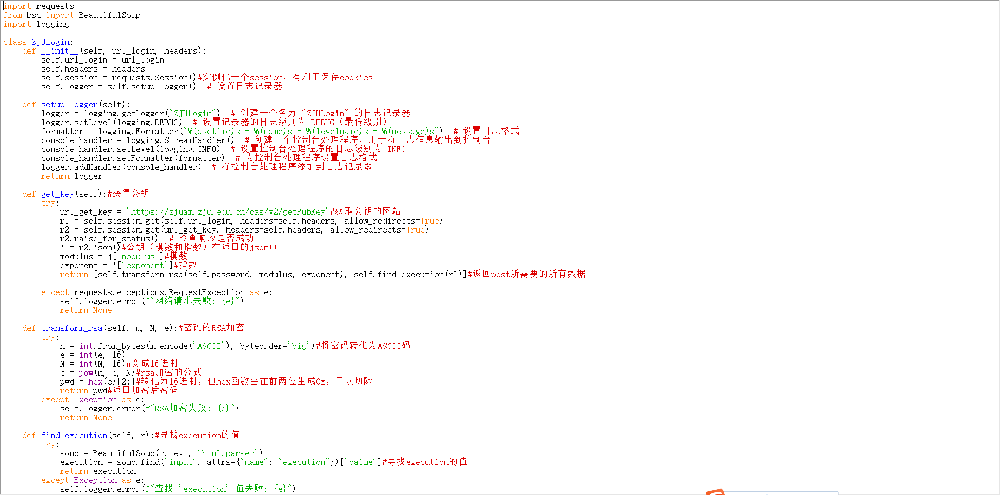 import requests
from bs4 import BeautifulSoup
import logging
class ZJULogin:
    def __init__(self, url_login, headers):
        self.url_login = url_login
        self.headers = headers
        self.session = requests.Session()#实例化一个session，有利于保存cookies
        self.logger = self.setup_logger()  # 设置日志记录器
    def setup_logger(self):
        logger = logging.getLogger("ZJULogin")  # 创建一个名为 "ZJULogin" 的日志记录器
        logger.setLevel(logging.DEBUG)  # 设置记录器的日志级别为 DEBUG（最低级别）
        formatter = logging.Formatter("%(asctime)s - %(name)s - %(levelname)s - %(message)s")  # 设置日志格式
        console_handler = logging.StreamHandler()  # 创建一个控制台处理程序，用于将日志信息输出到控制台
        console_handler.setLevel(logging.INFO)  # 设置控制台处理程序的日志级别为 INFO
        console_handler.setFormatter(formatter)  # 为控制台处理程序设置日志格式
        logger.addHandler(console_handler)  # 将控制台处理程序添加到日志记录器
        return logger
    def get_key(self):#获得公钥
        try:
            url_get_key = 'https://zjuam.zju.edu.cn/cas/v2/getPubKey'#获取公钥的网站
            r1 = self.session.get(self.url_login, headers=self.headers, allow_redirects=True)
            r2 = self.session.get(url_get_key, headers=self.headers, allow_redirects=True)
            r2.raise_for_status()  # 检查响应是否成功
            j = r2.json()#公钥（模数和指数）在返回的json中
            modulus = j['modulus']#模数
            exponent = j['exponent']#指数
            return [self.transform_rsa(self.password, modulus, exponent), self.find_execution(r1)]#返回post所需要的所有数据
        except requests.exceptions.RequestException as e:
            self.logger.error(f"网络请求失败: {e}")
            return None
    def transform_rsa(self, m, N, e):#密码的RSA加密
        try:
            n = int.from_bytes(m.encode('ASCII'), byteorder='big')#将密码转化为ASCII码
            e = int(e, 16)
            N = int(N, 16)#变成16进制
            c = pow(n, e, N)#rsa加密的公式
            pwd = hex(c)[2:]#转化为16进制，但hex函数会在前两位生成0x，予以切除
            return pwd#返回加密后密码
        except Exception as e:
            self.logger.error(f"RSA加密失败: {e}")
            return None
    def find_execution(self, r):#寻找execution的值
        try:
            soup = BeautifulSoup(r.text, 'html.parser')
            execution = soup.find('input', attrs={"name": "execution"})['value']#寻找execution的值
            return execution
        except Exception as e:
            self.logger.error(f"查找 'execution' 值失败: {e}")